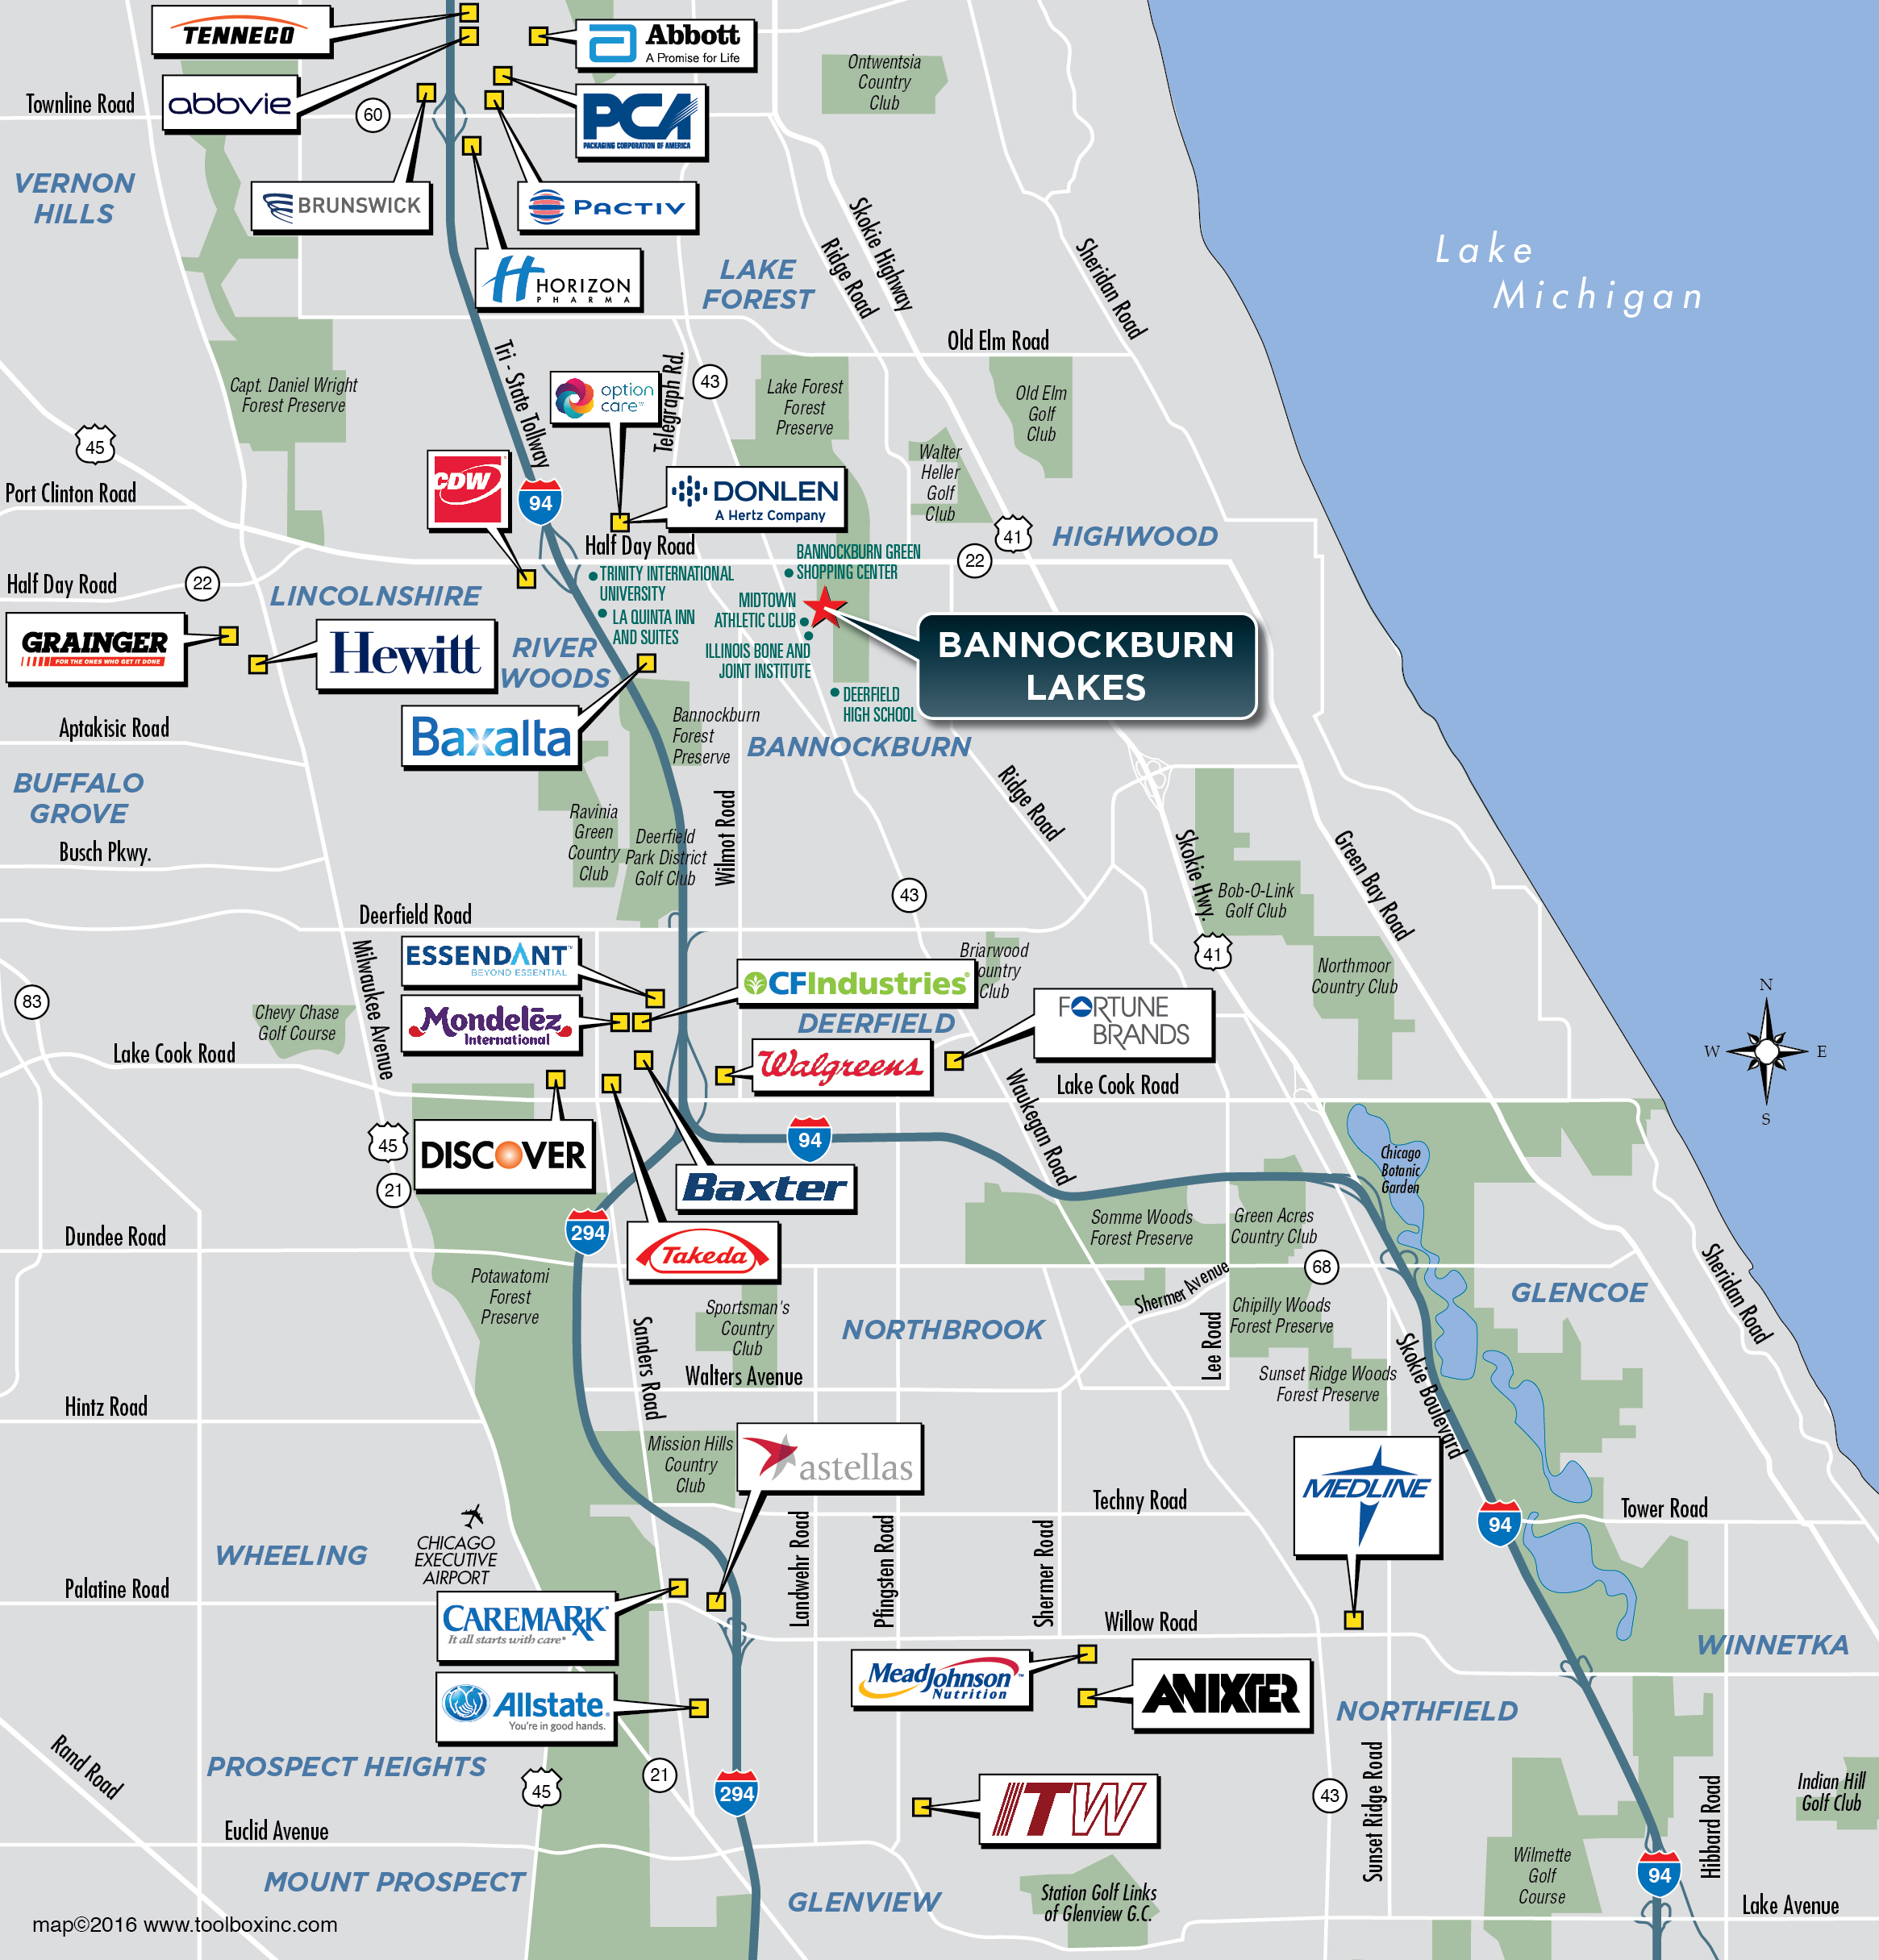 TENNECO
Abbott
A Promise for Life
Ontwentsia
Country
Club
Townline Road
abbvie
60
PCA
PACKAGING CORPORATION OF AMERICA
VERNON
HILLS
BRUNSWICK
PACTIV
Skokie Highway
Ridge Road
Sheridan Road
Lake
Michigan
HORIZON
PHARMA
LAKE
FOREST
Old Elm Road
Tri - State Tollway
Telegraph Rd.
43
option
care
Capt. Daniel Wright
Forest Preserve
Lake Forest
Forest
Preserve
Old Elm
Golf
Club
45
Walter
Heller
Golf
Club
CDW
94
DONLEN
A Hertz Company
Port Clinton Road
41
HIGHWOOD
Half Day Road
22
BANNOCKBURN GREEN
SHOPPING CENTER
Half Day Road
22
LINCOLNSHIRE
TRINITY INTERNATIONAL
UNIVERSITY
LA QUINTA INN
AND SUITES
MIDTOWN
ATHLETIC CLUB
ILLINOIS BONE AND
JOINT INSTITUTE
BANNOCKBURN
LAKES
GRAINGER
FOR THE ONES WHO GET IT DONE
Hewitt
RIVER
WOODS
DEERFIELD
HIGH SCHOOL
Aptakisic Road
Baxalta
Bannockburn
Forest
Preserve
BANNOCKBURN
BUFFALO
GROVE
Busch Pkwy.
Ravinia
Green
Country
Club
Deerfield
Park District
Golf Club
Wilmot Road
Ridge Road
Skokie Hwy.
Green Bay Road
43
Bob-O-Link
Golf Club
41
Northmoor
Country Club
Deerfield Road
Milwaukee Avenue
ESSENDANT
BEYOND ESSENTIAL
Briarwood
ountry
Club
CFIndustries
83
Chevy Chase
Golf Course
Mondelēz
International
DEERFIELD
FORTUNE
BRANDS
N
W
E
S
Lake Cook Road
Walgreens
Waukegan Road
Lake Cook Road
45
21
DISCOVER
94
Chicago
Botanic
Garden
Baxter
294
Takeda
Somme Woods
Forest Preserve
Green Acres
Country Club
Dundee Road
68
Shermer Avenue
Sheridan Road
Potawatomi
Forest
Preserve
Sportsman's
Country
Club
Sanders Road
NORTHBROOK
Lee Road
Chipilly Woods
Forest Preserve
GLENCOE
Walters Avenue
Sunset Ridge Woods
Forest Preserve
Skokie Boulevard
Hintz Road
Mission Hills
Country
Club
astellas
MEDLINE
Techny Road
94
Tower Road
CHICAGO
EXECUTIVE
AIRPORT
WHEELING
Landwehr Road
Pfingsten Road
Shermer Road
Palatine Road
CAREMARK
It all starts with care
Willow Road
WINNETKA
MeadJohnson
Nutrition
ANIXTER
NORTHFIELD
Allstate
You're in good hands.
Rand Road
PROSPECT HEIGHTS
45
21
294
ITW
43
Sunset Ridge Road
Hibbard Road
Indian Hill
Golf Club
Euclid Avenue
Wilmette
Golf
Course
94
MOUNT PROSPECT
GLENVIEW
Station Golf Links
of Glenview G.C.
Lake Avenue
map©2016 www.toolboxinc.com